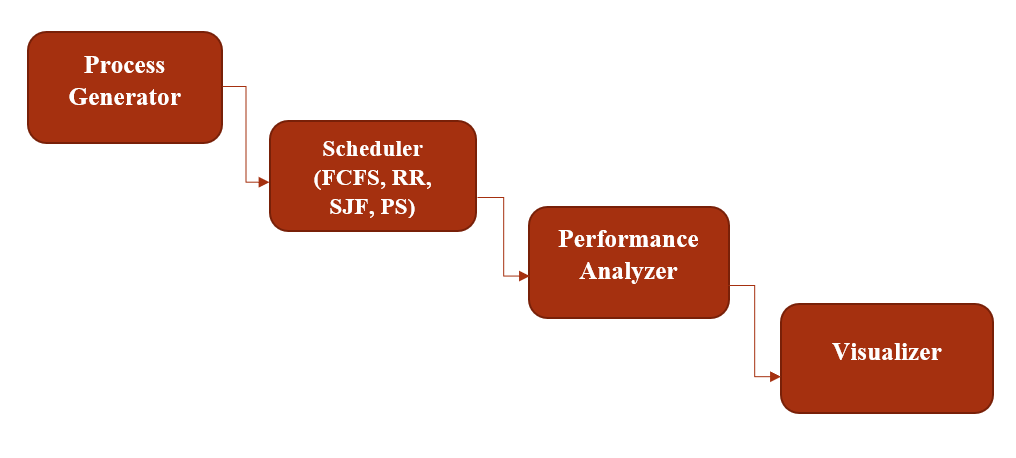 Process
Generator
Scheduler
(FCFS, RR,
SJF, PS)
Performance
Analyzer
Visualizer